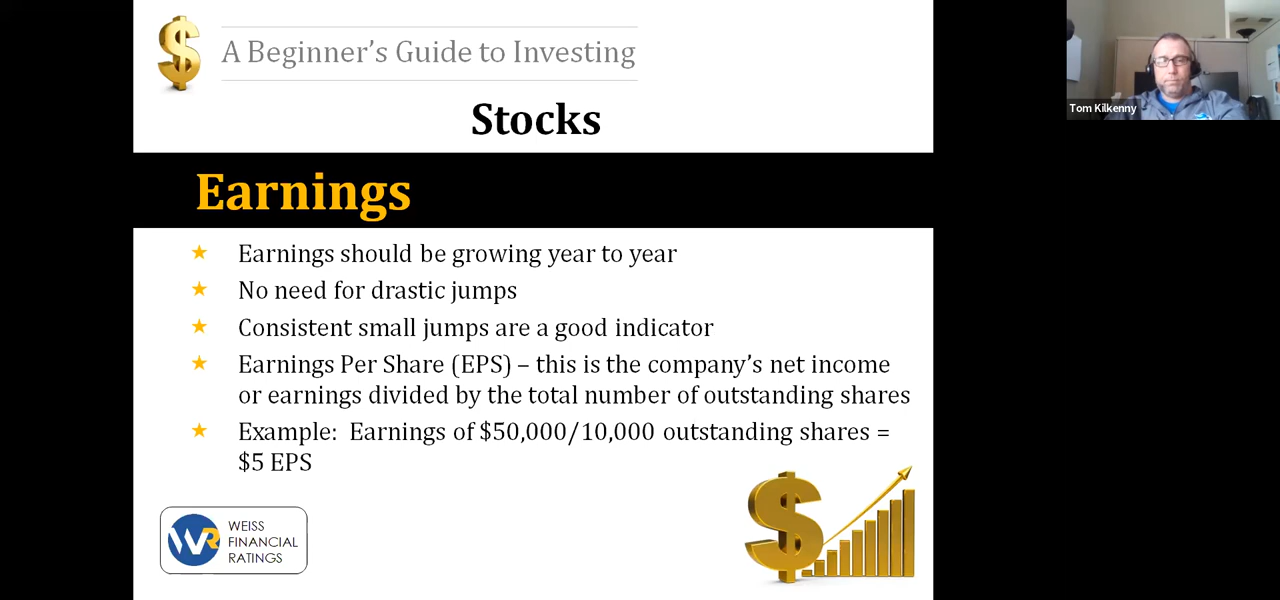 A Beginner's Guide to Investing
Stocks
Tom Kilkenny
Earnings
★ Earnings should be growing year to year
★ No need for drastic jumps
★ Consistent small jumps are a good indicator
★ Earnings Per Share (EPS) – this is the company's net income
or earnings divided by the total number of outstanding shares
★ Example:  Earnings of $50,000/10,000 outstanding shares =
$5 EPS
WR
WEISS
FINANCIAL
RATINGS